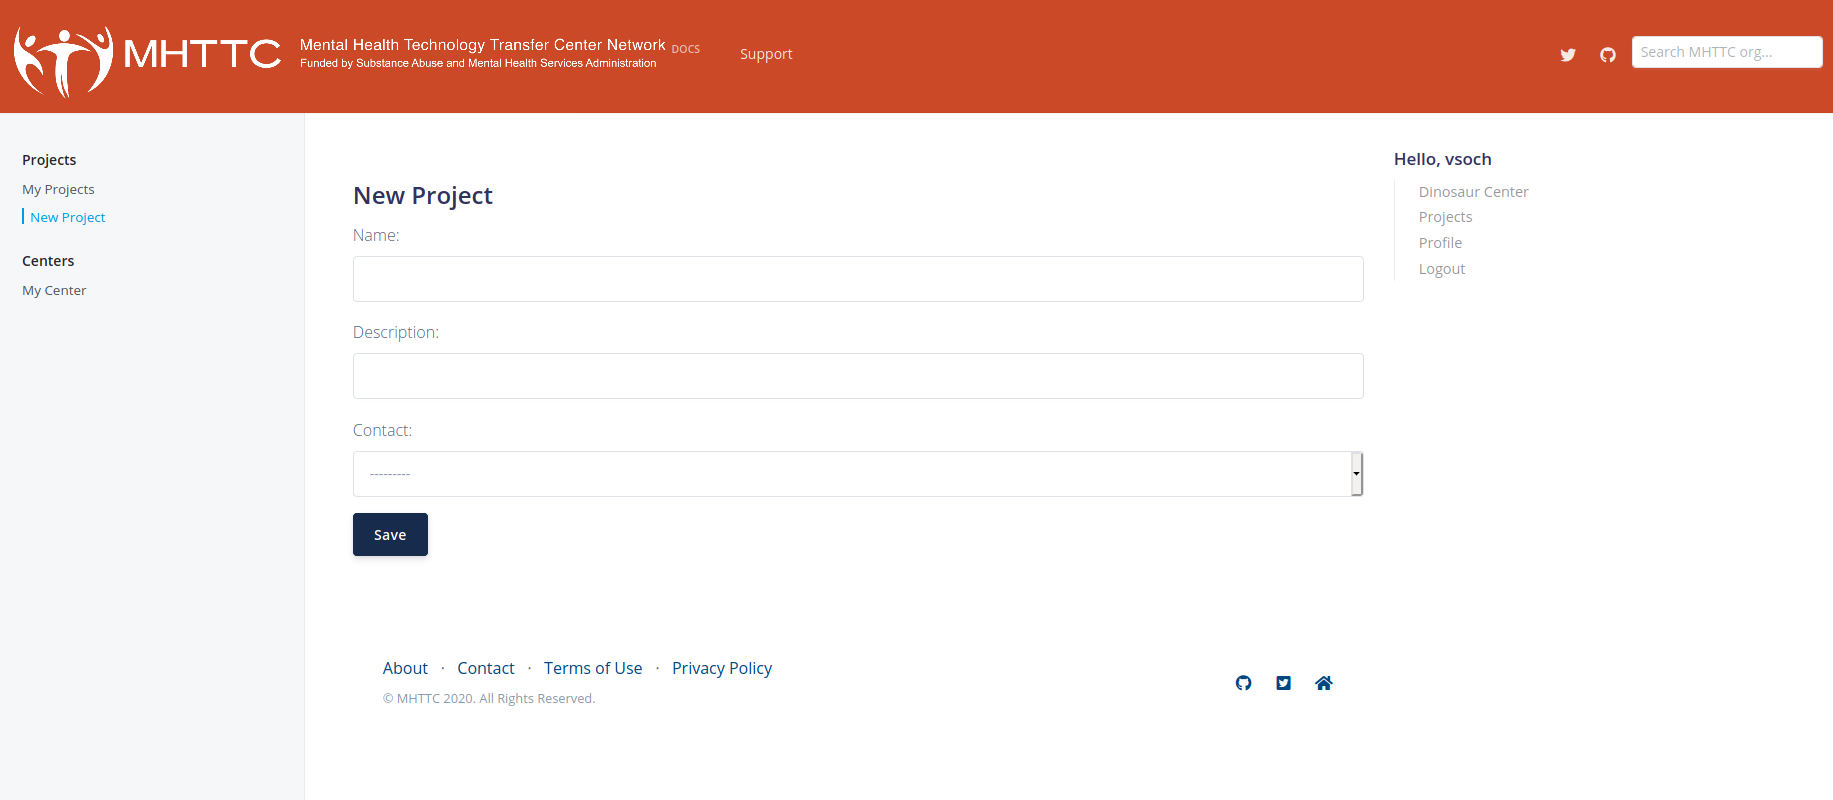 MHTTC
Mental Health Technology Transfer Center Network
Funded by Substance Abuse and Mental Health Services Administration
DOCS
Support
Search MHTTC org...
Projects
My Projects
New Project
Centers
My Center
New Project
Name:
Description:
Contact:
---------
Save
Hello, vsoch
Dinosaur Center
Projects
Profile
Logout
About · Contact · Terms of Use · Privacy Policy
© MHTTC 2020. All Rights Reserved.